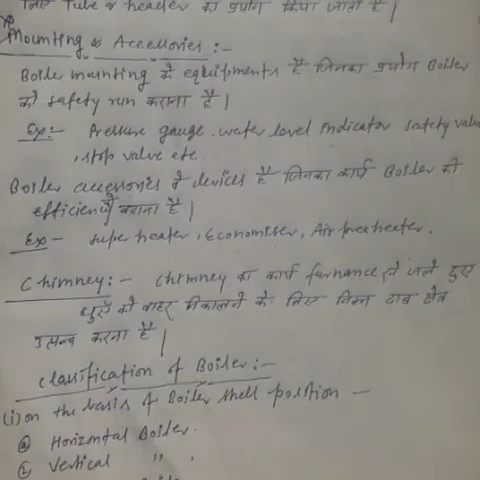 लिए Tube व header का प्रयोग किया जाता है|
Mounting & Accessories :-
Boiler mounting वे equipments है जिनका प्रयोग Boiler
को safety run कराना है|
Ex:- Pressure gauge, water level indicator safety valve
, stop valve etc.
Boiler accessories वे devices है जिनका कार्य Boiler की
efficiency बढाना है|
Ex - supe heater, Economiser, Air preheater.
Chimney :- Chimney का कार्य furnance से जले हुए
धुएँ को बाहर निकालने के लिए निम्न दाब क्षेत्र
उत्पन्न करना है|
Classification of Boiler :-
(i) on the basis of Boiler shell position -
ⓐ Horizontal Boiler.
Vertical " .